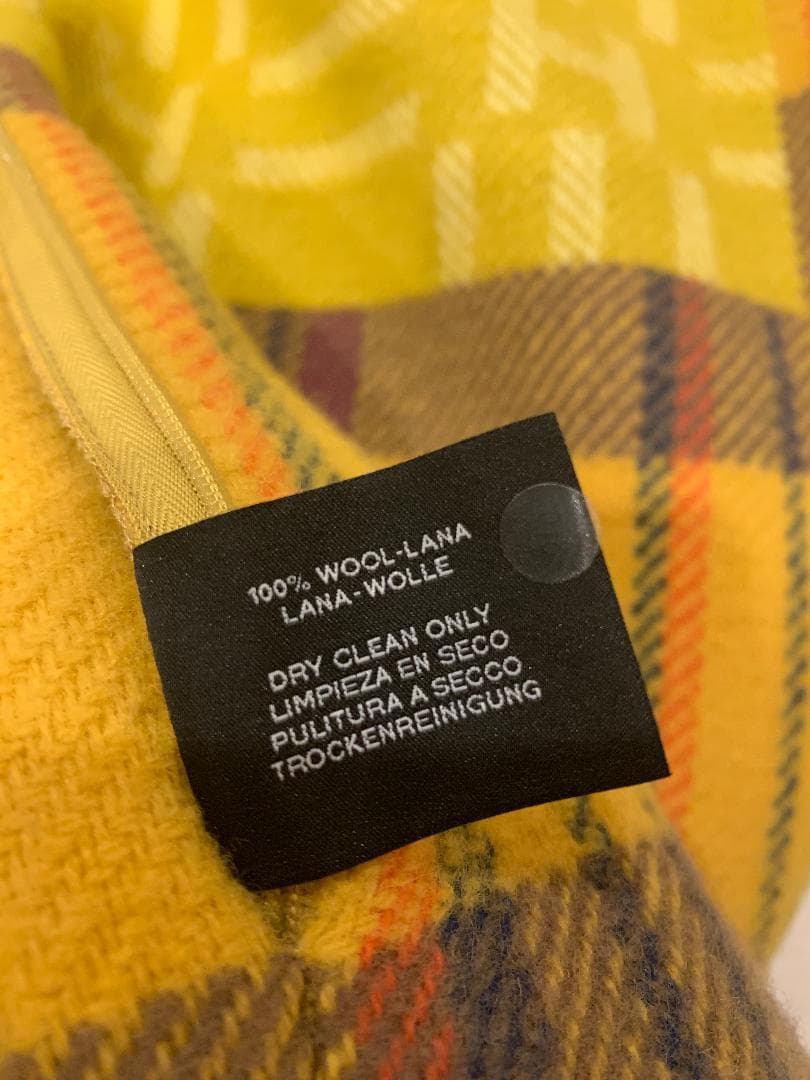 100% WOOL-LANA
LANA-WOLLE
DRY CLEAN ONLY
LIMPIEZA EN SECO
PULITURA A SECCO
TROCKENREINIGUNG